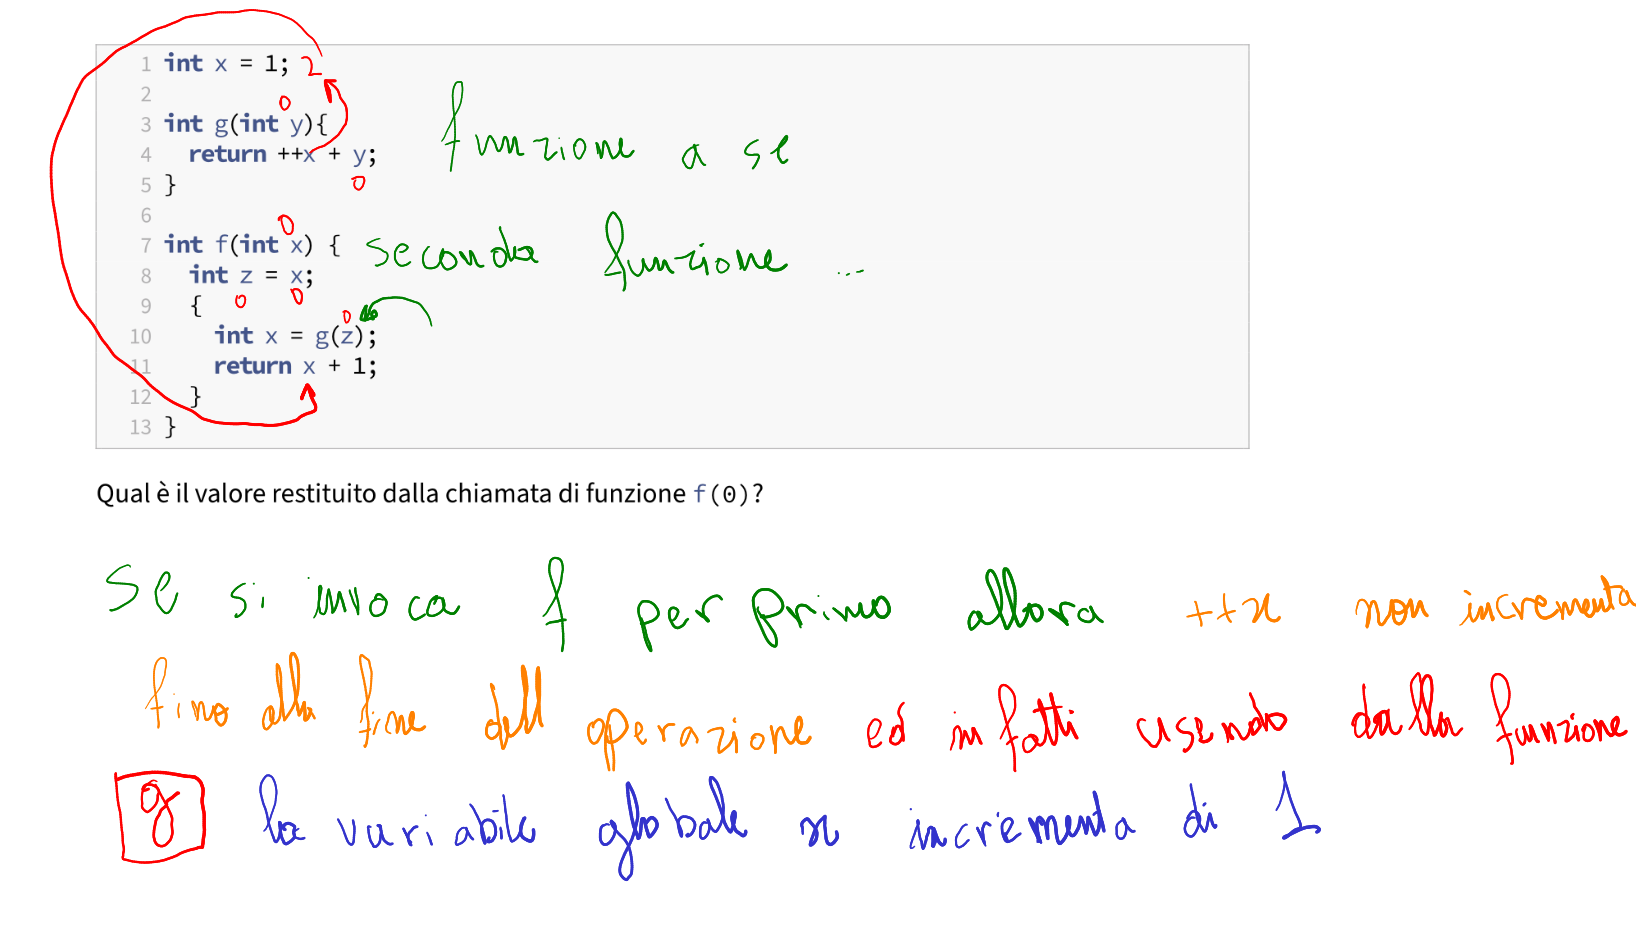 1 int x = 1; 2
2
0
3 int g(int y){
4 return ++x + y;
funzione a se
5 }
0
6
0
7 int f(int x) {
seconda funzione ...
8 int z = x;
9 {
0 0
0
10 int x = g(z);
11 return x + 1;
12 }
13 }
Qual è il valore restituito dalla chiamata di funzione f(0)?
Se si invoca f per primo allora ++x non incrementa
fino alla fine dell operazione ed infatti usendo dalla funzione
g la variabile globale x incrementa di 1